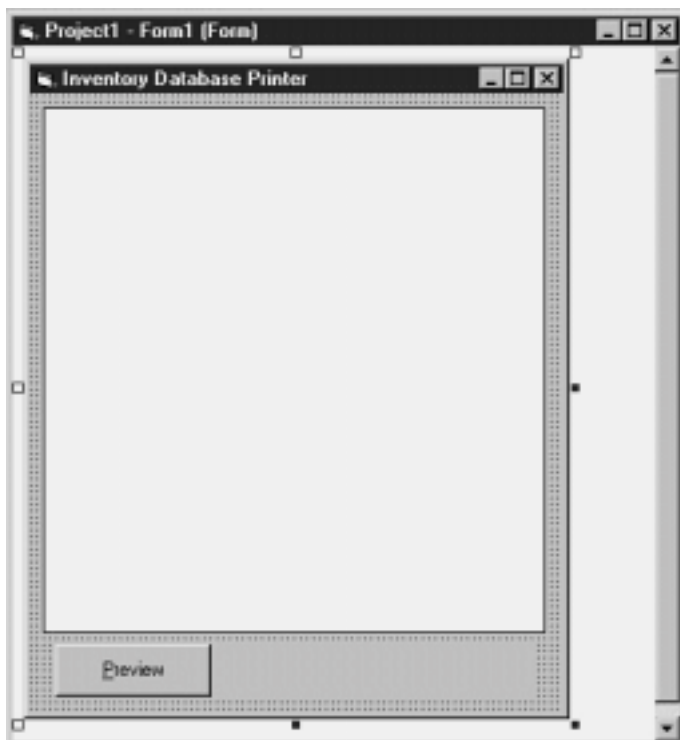 Project1 - Form1 (Form)
Inventory Database Printer
Preview